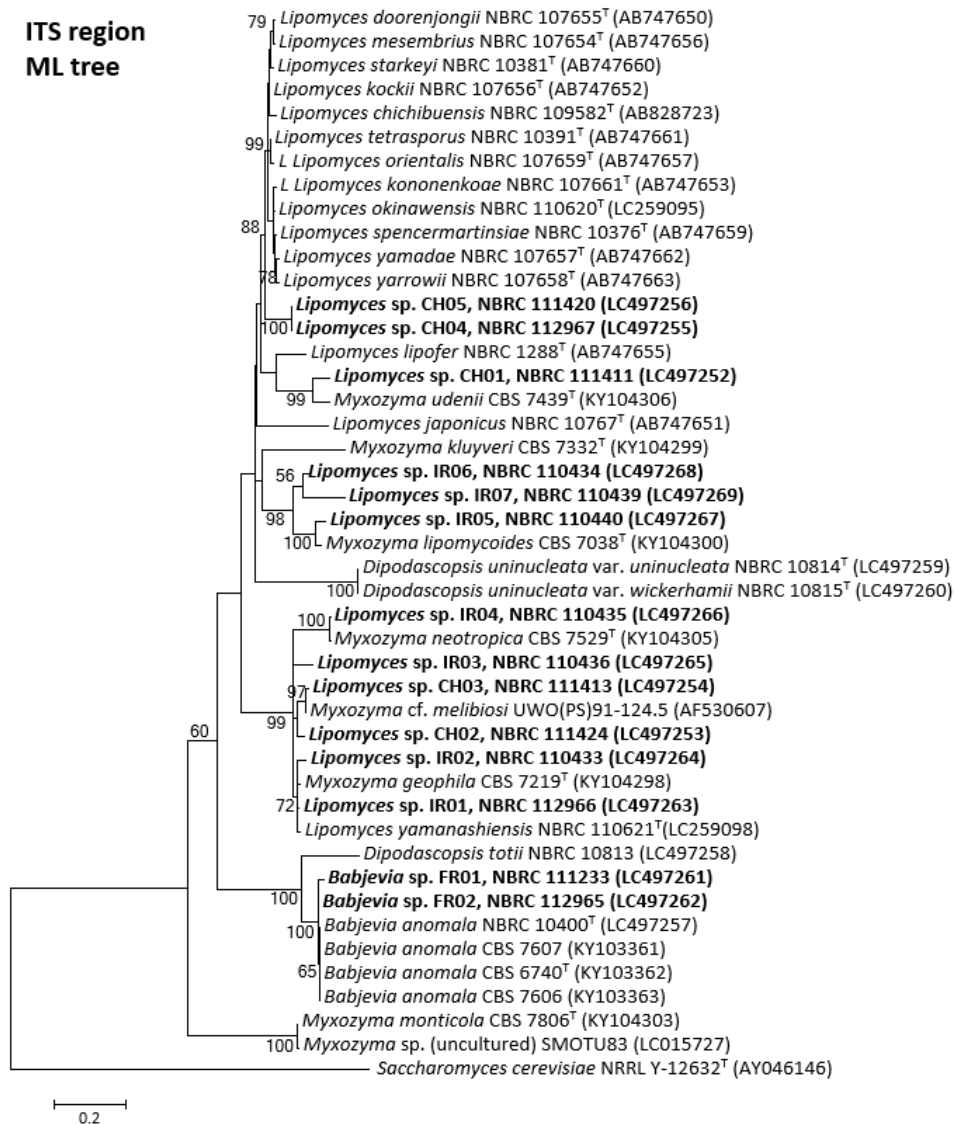 ITS region
ML tree
79
Lipomyces doorenjongii NBRC 107655ᵀ (AB747650)
Lipomyces mesembrius NBRC 107654ᵀ (AB747656)
Lipomyces starkeyi NBRC 10381ᵀ (AB747660)
Lipomyces kockii NBRC 107656ᵀ (AB747652)
Lipomyces chichibuensis NBRC 109582ᵀ (AB828723)
99
Lipomyces tetrasporus NBRC 10391ᵀ (AB747661)
L Lipomyces orientalis NBRC 107659ᵀ (AB747657)
L Lipomyces kononenkoae NBRC 107661ᵀ (AB747653)
Lipomyces okinawensis NBRC 110620ᵀ (LC259095)
88
Lipomyces spencermartinsiae NBRC 10376ᵀ (AB747659)
Lipomyces yamadae NBRC 107657ᵀ (AB747662)
78
Lipomyces yarrowii NBRC 107658ᵀ (AB747663)
Lipomyces sp. CH05, NBRC 111420 (LC497256)
100
Lipomyces sp. CH04, NBRC 112967 (LC497255)
Lipomyces lipofer NBRC 1288ᵀ (AB747655)
Lipomyces sp. CH01, NBRC 111411 (LC497252)
99
Myxozyma udenii CBS 7439ᵀ (KY104306)
Lipomyces japonicus NBRC 10767ᵀ (AB747651)
Myxozyma kluyveri CBS 7332ᵀ (KY104299)
56
Lipomyces sp. IR06, NBRC 110434 (LC497268)
Lipomyces sp. IR07, NBRC 110439 (LC497269)
98
Lipomyces sp. IR05, NBRC 110440 (LC497267)
100
Myxozyma lipomycoides CBS 7038ᵀ (KY104300)
Dipodascopsis uninucleata var. uninucleata NBRC 10814ᵀ (LC497259)
100
Dipodascopsis uninucleata var. wickerhamii NBRC 10815ᵀ (LC497260)
100
Lipomyces sp. IR04, NBRC 110435 (LC497266)
Myxozyma neotropica CBS 7529ᵀ (KY104305)
Lipomyces sp. IR03, NBRC 110436 (LC497265)
97
Lipomyces sp. CH03, NBRC 111413 (LC497254)
Myxozyma cf. melibiosi UWO(PS)91-124.5 (AF530607)
99
Lipomyces sp. CH02, NBRC 111424 (LC497253)
60
Lipomyces sp. IR02, NBRC 110433 (LC497264)
Myxozyma geophila CBS 7219ᵀ (KY104298)
72
Lipomyces sp. IR01, NBRC 112966 (LC497263)
Lipomyces yamanashiensis NBRC 110621ᵀ(LC259098)
Dipodascopsis totii NBRC 10813 (LC497258)
Babjevia sp. FR01, NBRC 111233 (LC497261)
100
Babjevia sp. FR02, NBRC 112965 (LC497262)
Babjevia anomala NBRC 10400ᵀ (LC497257)
100
Babjevia anomala CBS 7607 (KY103361)
65
Babjevia anomala CBS 6740ᵀ (KY103362)
Babjevia anomala CBS 7606 (KY103363)
Myxozyma monticola CBS 7806ᵀ (KY104303)
100
Myxozyma sp. (uncultured) SMOTU83 (LC015727)
Saccharomyces cerevisiae NRRL Y-12632ᵀ (AY046146)
0.2